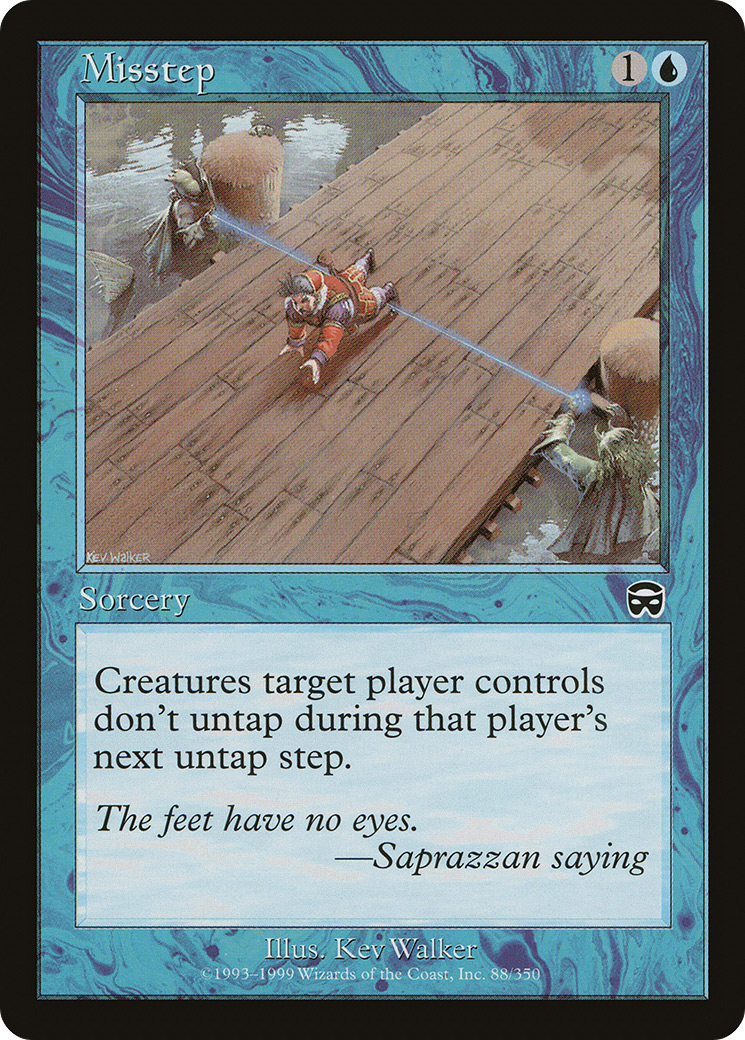 Misstep
1
KEV WALKER
Sorcery
Creatures target player controls
don't untap during that player's
next untap step.
The feet have no eyes.
—Saprazzan saying
Illus. Kev Walker
©1993–1999 Wizards of the Coast, Inc. 88/350